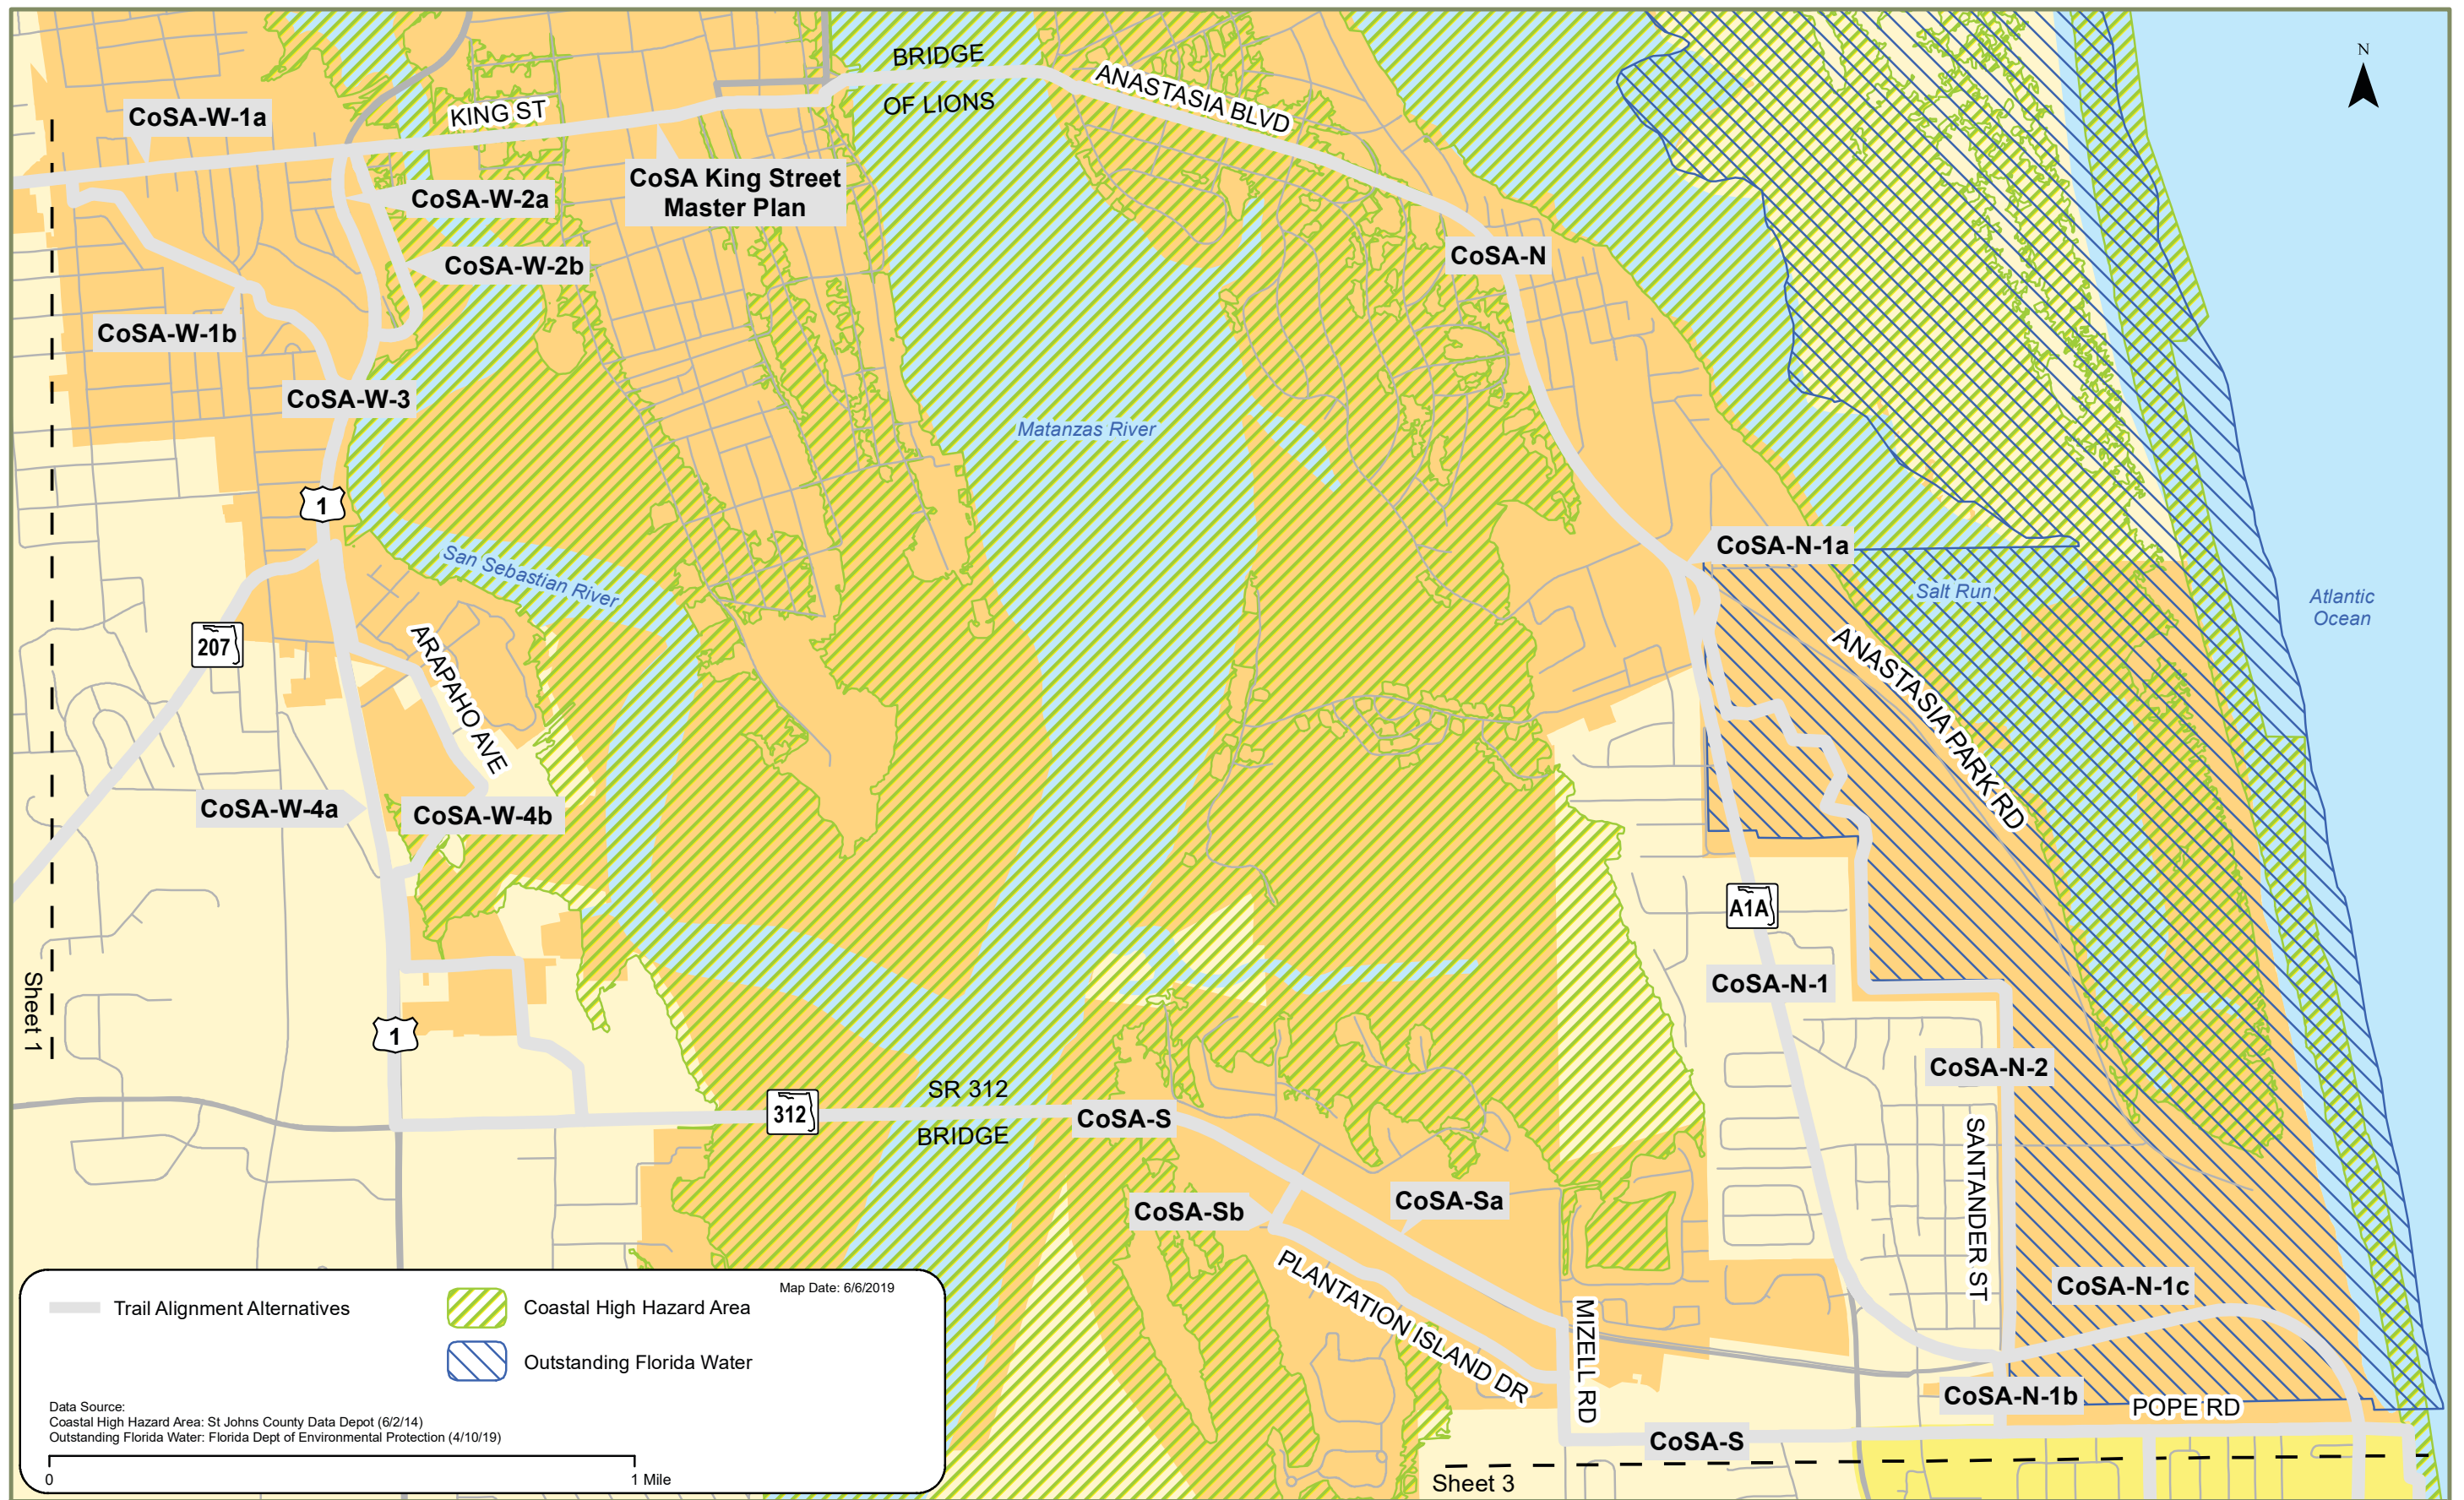 N
BRIDGE
OF LIONS
ANASTASIA BLVD
KING ST
CoSA-W-1a
CoSA King Street
Master Plan
CoSA-W-2a
CoSA-N
CoSA-W-2b
CoSA-W-1b
CoSA-W-3
Matanzas River
1
San Sebastian River
CoSA-N-1a
Salt Run
Atlantic
Ocean
207
ARAPAHO AVE
ANASTASIA PARK RD
CoSA-W-4a
CoSA-W-4b
A1A
CoSA-N-1
Sheet 1
1
CoSA-N-2
SR 312
312
BRIDGE
CoSA-S
SANTANDER ST
CoSA-Sb
CoSA-Sa
PLANTATION ISLAND DR
MIZELL RD
CoSA-N-1c
CoSA-N-1b
POPE RD
CoSA-S
Sheet 3
Map Date: 6/6/2019
Trail Alignment Alternatives
Coastal High Hazard Area
Outstanding Florida Water
Data Source:
Coastal High Hazard Area: St Johns County Data Depot (6/2/14)
Outstanding Florida Water: Florida Dept of Environmental Protection (4/10/19)
0
1 Mile